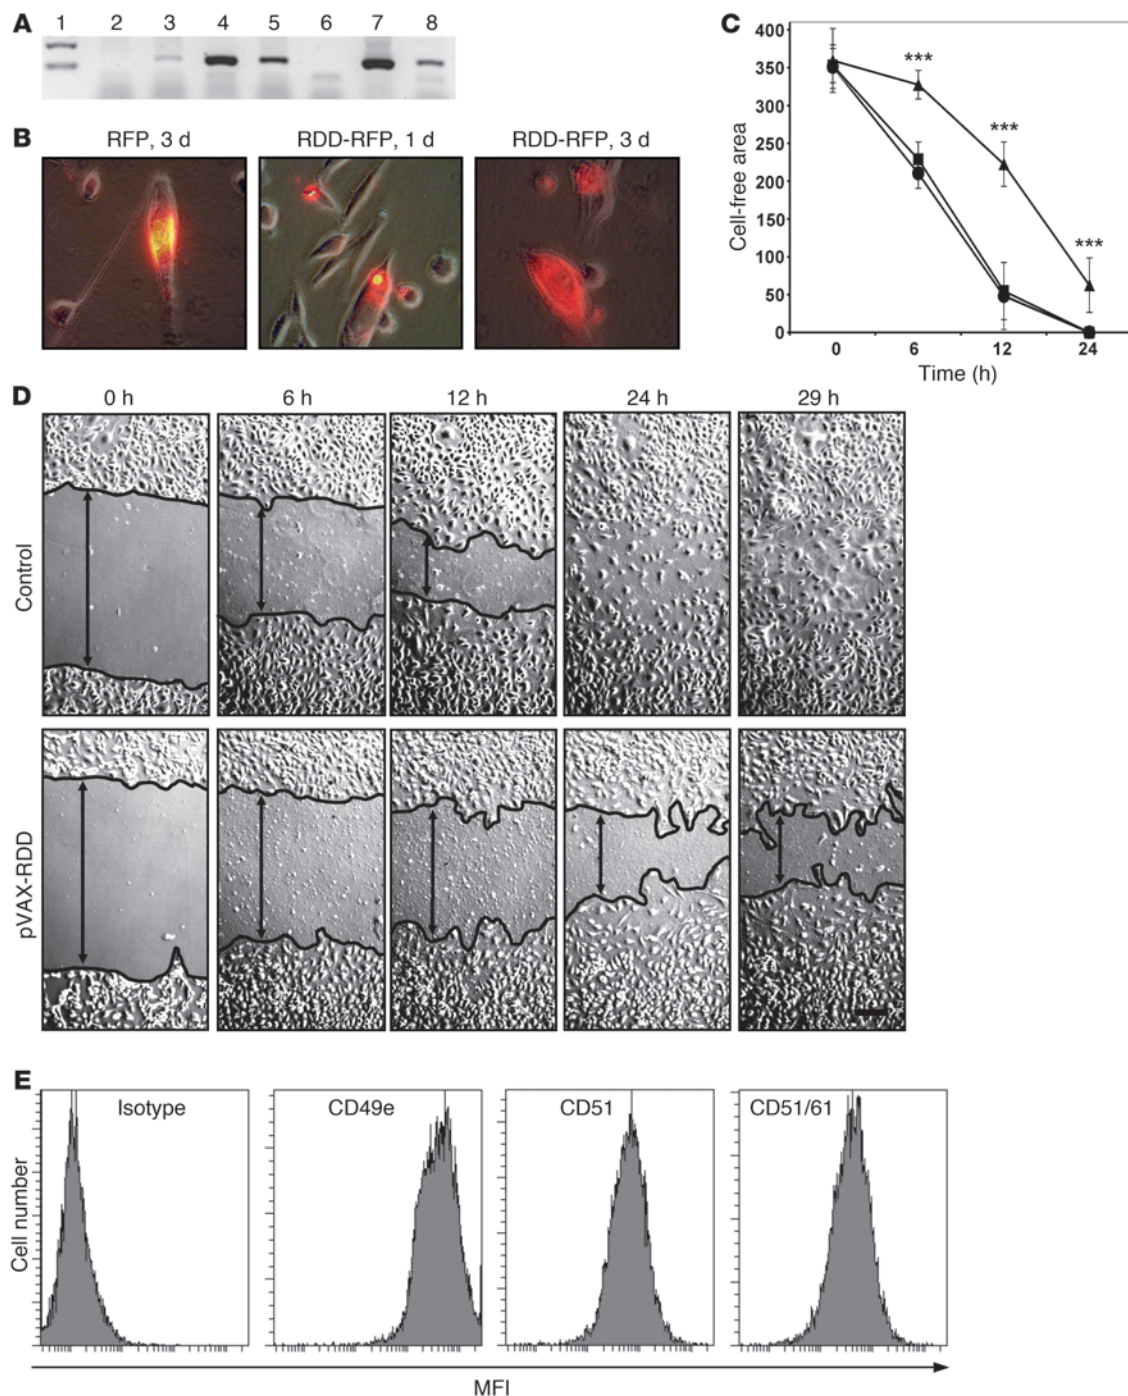 A
1 2 3 4 5 6 7 8
B
RFP, 3 d
RDD-RFP, 1 d
RDD-RFP, 3 d
C
Cell-free area
400
350
300
250
200
150
100
50
0
***
***
***
0 6 12 24
Time (h)
D
0 h 6 h 12 h 24 h 29 h
Control
pVAX-RDD
E
Cell number
Isotype
CD49e
CD51
CD51/61
MFI